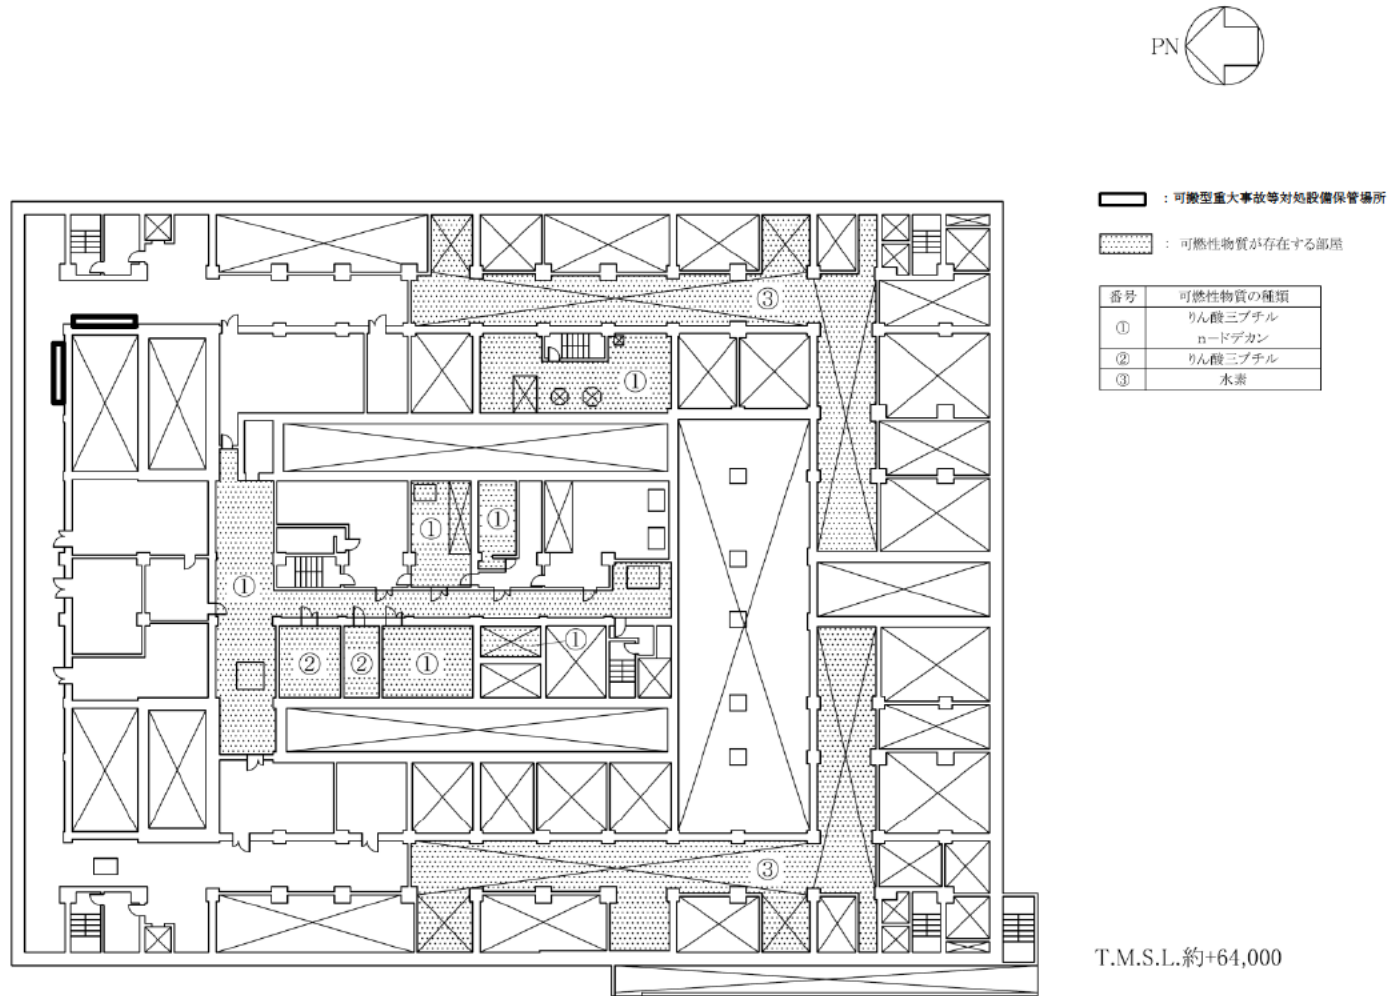 PN
：可搬型重大事故等対処設備保管場所
：可燃性物質が存在する部屋
番号 可燃性物質の種類
① りん酸三ブチル
n－ドデカン
② りん酸三ブチル
③ 水素
③
①
①
①
①
①
②
②
①
③
T.M.S.L.約+64,000